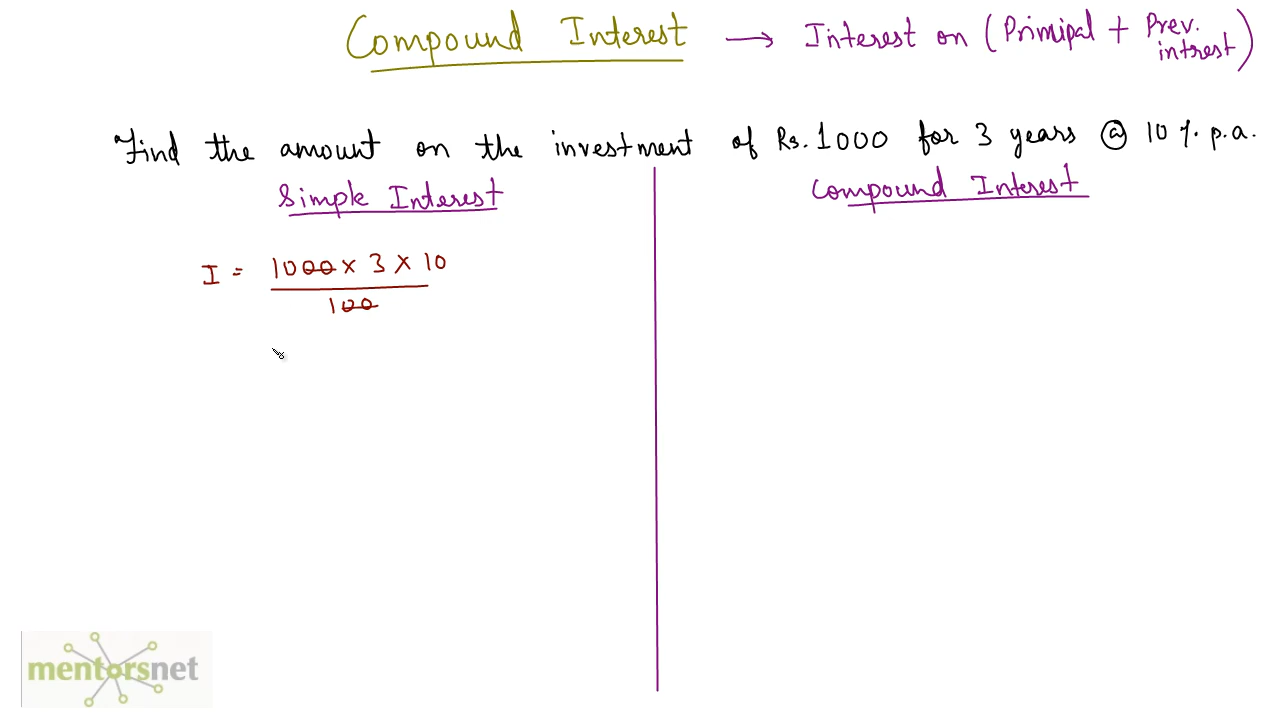 Compound Interest → Interest on (Primipal + Prev. intrest)
Find the amount on the investment of Rs. 1000 for 3 years @ 10 %. p.a.
Simple Interest
Compound Interest
I = 1000 × 3 × 10
100
mentorsnet